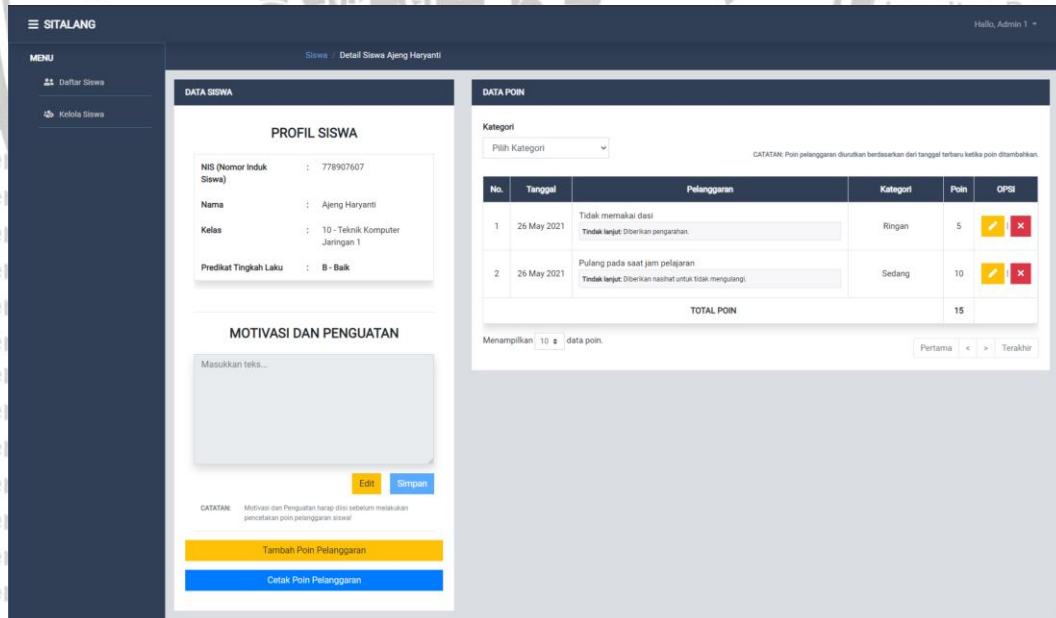 SITALANG
Hallo, Admin 1
MENU
Daftar Siswa
Kelola Siswa
Siswa / Detail Siswa Ajeng Haryanti
DATA SISWA
PROFIL SISWA
NIS (Nomor Induk : 778907607
Siswa)
Nama : Ajeng Haryanti
Kelas : 10 - Teknik Komputer
Jaringan 1
Predikat Tingkah Laku : B - Baik
MOTIVASI DAN PENGUATAN
Masukkan teks...
Edit Simpan
CATATAN: Motivasi dan Penguatan harap diisi sebelum melakukan
pencetakan poin pelanggaran siswa!
Tambah Poin Pelanggaran
Cetak Poin Pelanggaran
DATA POIN
Kategori
Pilih Kategori
CATATAN: Poin pelanggaran diurutkan berdasarkan dari tanggal terbaru ketika poin ditambahkan.
No. Tanggal Pelanggaran Kategori Poin OPSI
1 26 May 2021 Tidak memakai dasi Ringan 5 |
Tindak lanjut: Diberikan pengarahan.
2 26 May 2021 Pulang pada saat jam pelajaran Sedang 10 |
Tindak lanjut: Diberikan nasihat untuk tidak mengulangi.
TOTAL POIN 15
Menampilkan 10 data poin.
Pertama < > Terakhir